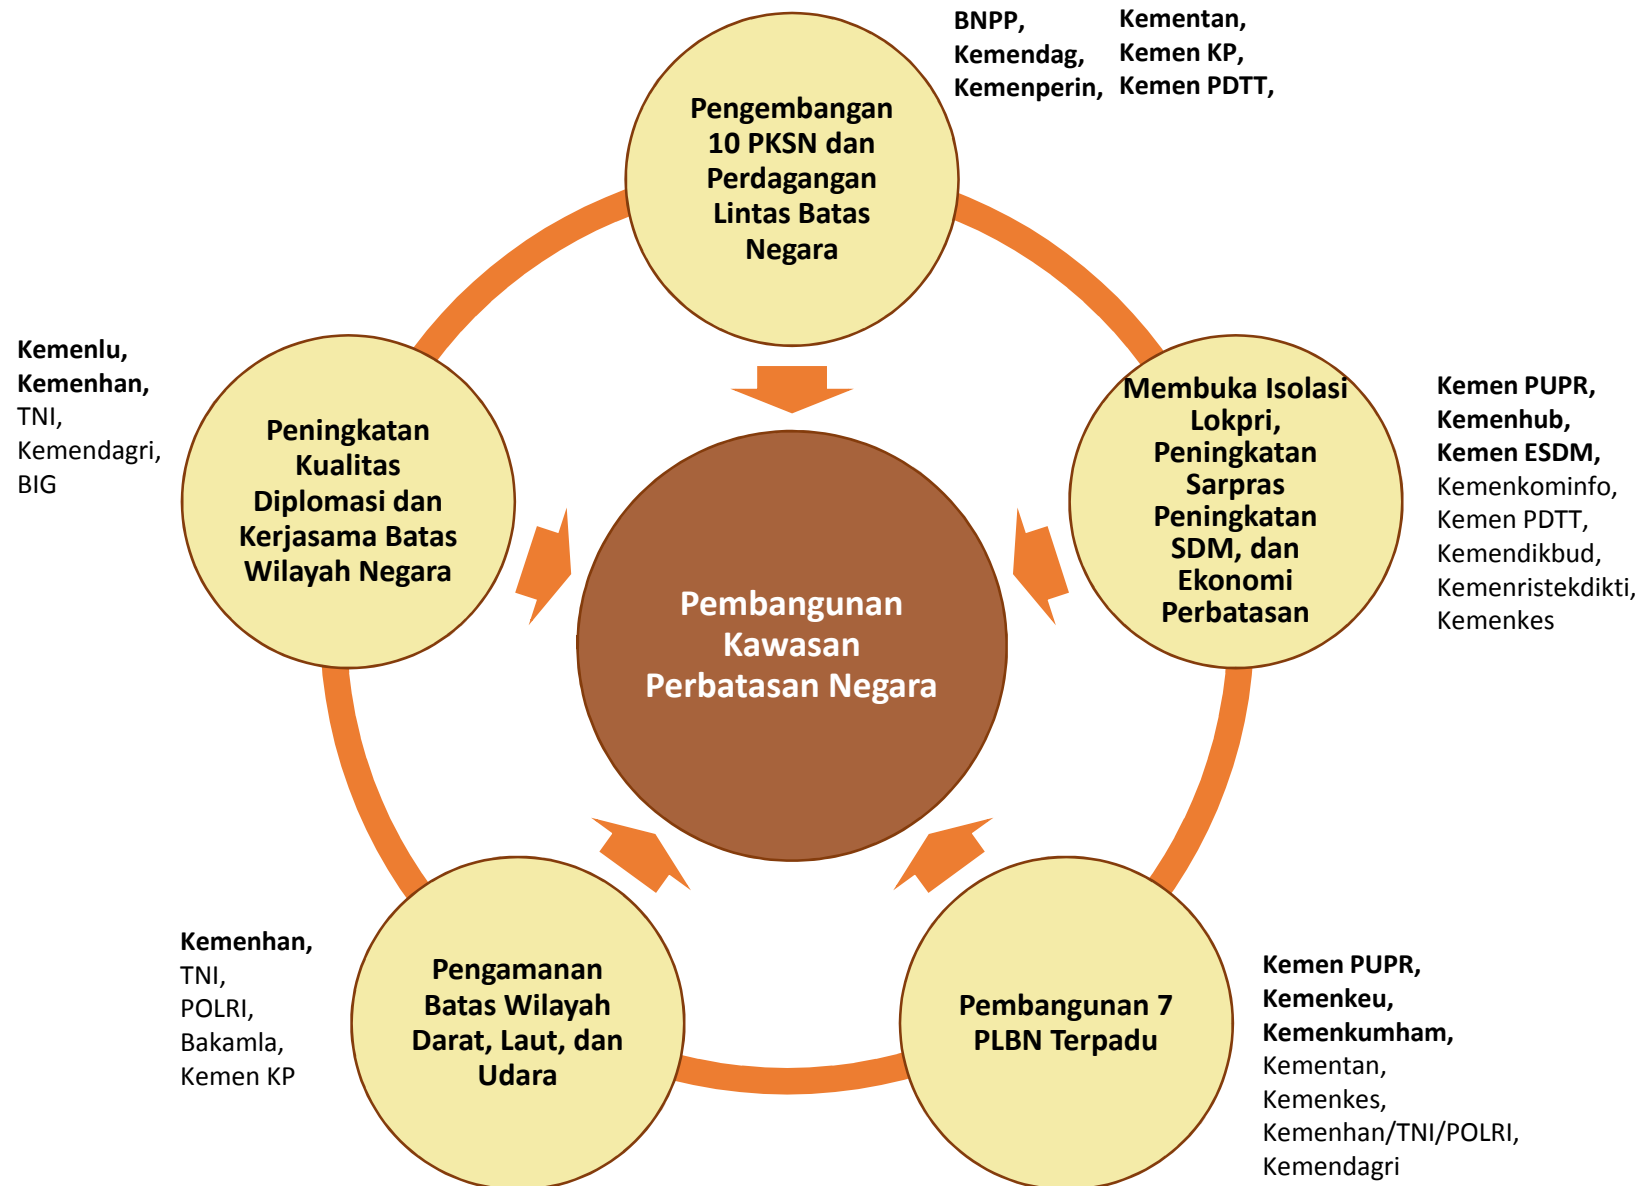 BNPP,
Kemendag,
Kemenperin,
Kementan,
Kemen KP,
Kemen PDTT,
Pengembangan
10 PKSN dan
Perdagangan
Lintas Batas
Negara
Kemenlu,
Kemenhan,
TNI,
Kemendagri,
BIG
Peningkatan
Kualitas
Diplomasi dan
Kerjasama Batas
Wilayah Negara
Membuka Isolasi
Lokpri,
Peningkatan
Sarpras
Peningkatan
SDM, dan
Ekonomi
Perbatasan
Kemen PUPR,
Kemenhub,
Kemen ESDM,
Kemenkominfo,
Kemen PDTT,
Kemendikbud,
Kemenristekdikti,
Kemenkes
Pembangunan
Kawasan
Perbatasan Negara
Kemenhan,
TNI,
POLRI,
Bakamla,
Kemen KP
Pengamanan
Batas Wilayah
Darat, Laut, dan
Udara
Pembangunan 7
PLBN Terpadu
Kemen PUPR,
Kemenkeu,
Kemenkumham,
Kementan,
Kemenkes,
Kemenhan/TNI/POLRI,
Kemendagri